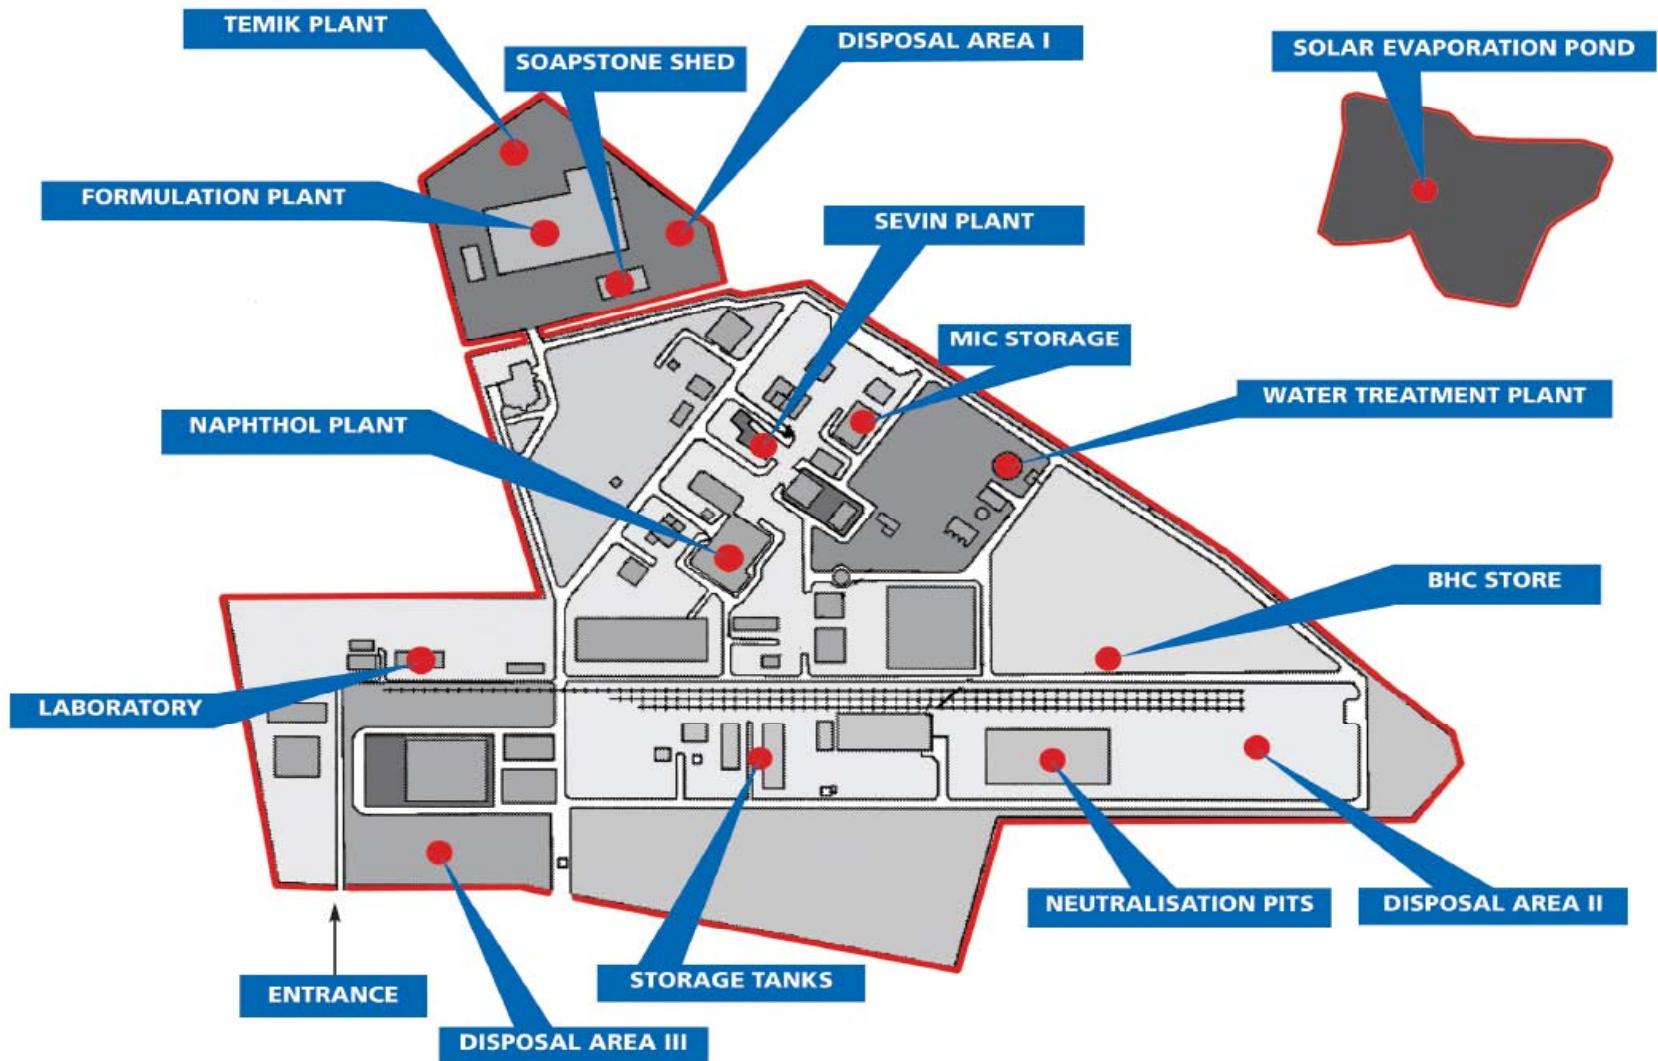 TEMIK PLANT
DISPOSAL AREA I
SOLAR EVAPORATION POND
SOAPSTONE SHED
FORMULATION PLANT
SEVIN PLANT
MIC STORAGE
WATER TREATMENT PLANT
NAPHTHOL PLANT
BHC STORE
LABORATORY
NEUTRALISATION PITS
DISPOSAL AREA II
STORAGE TANKS
ENTRANCE
DISPOSAL AREA III